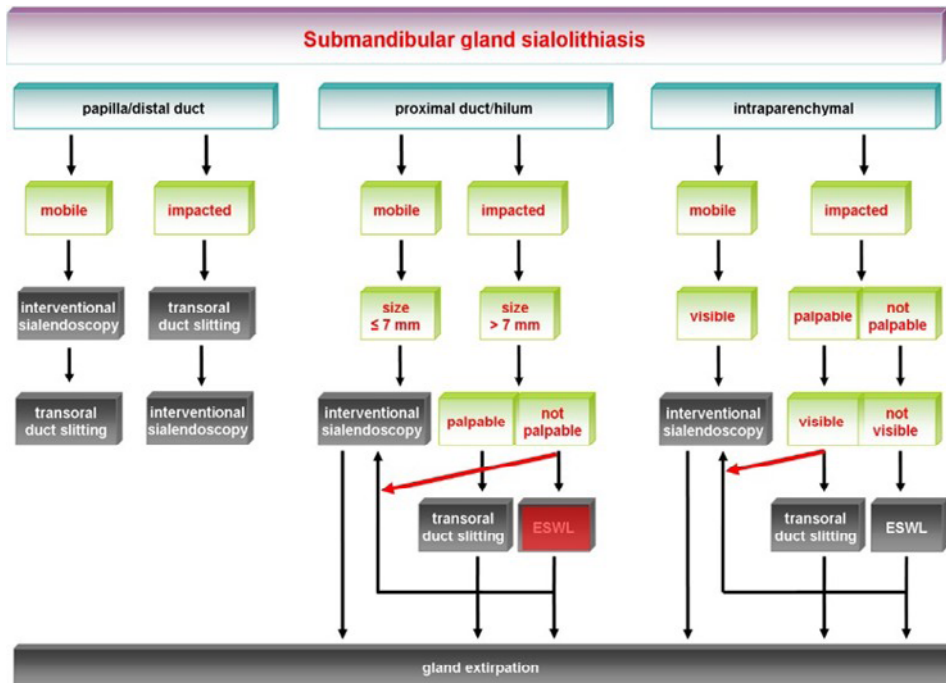 Submandibular gland sialolithiasis
papilla/distal duct
proximal duct/hilum
intraparenchymal
mobile
impacted
mobile
impacted
mobile
impacted
interventional
sialendoscopy
transoral
duct slitting
size
≤ 7 mm
size
> 7 mm
visible
palpable
not
palpable
transoral
duct slitting
interventional
sialendoscopy
interventional
sialendoscopy
palpable
not
palpable
interventional
sialendoscopy
visible
not
visible
transoral
duct slitting
ESWL
transoral
duct slitting
ESWL
gland extirpation